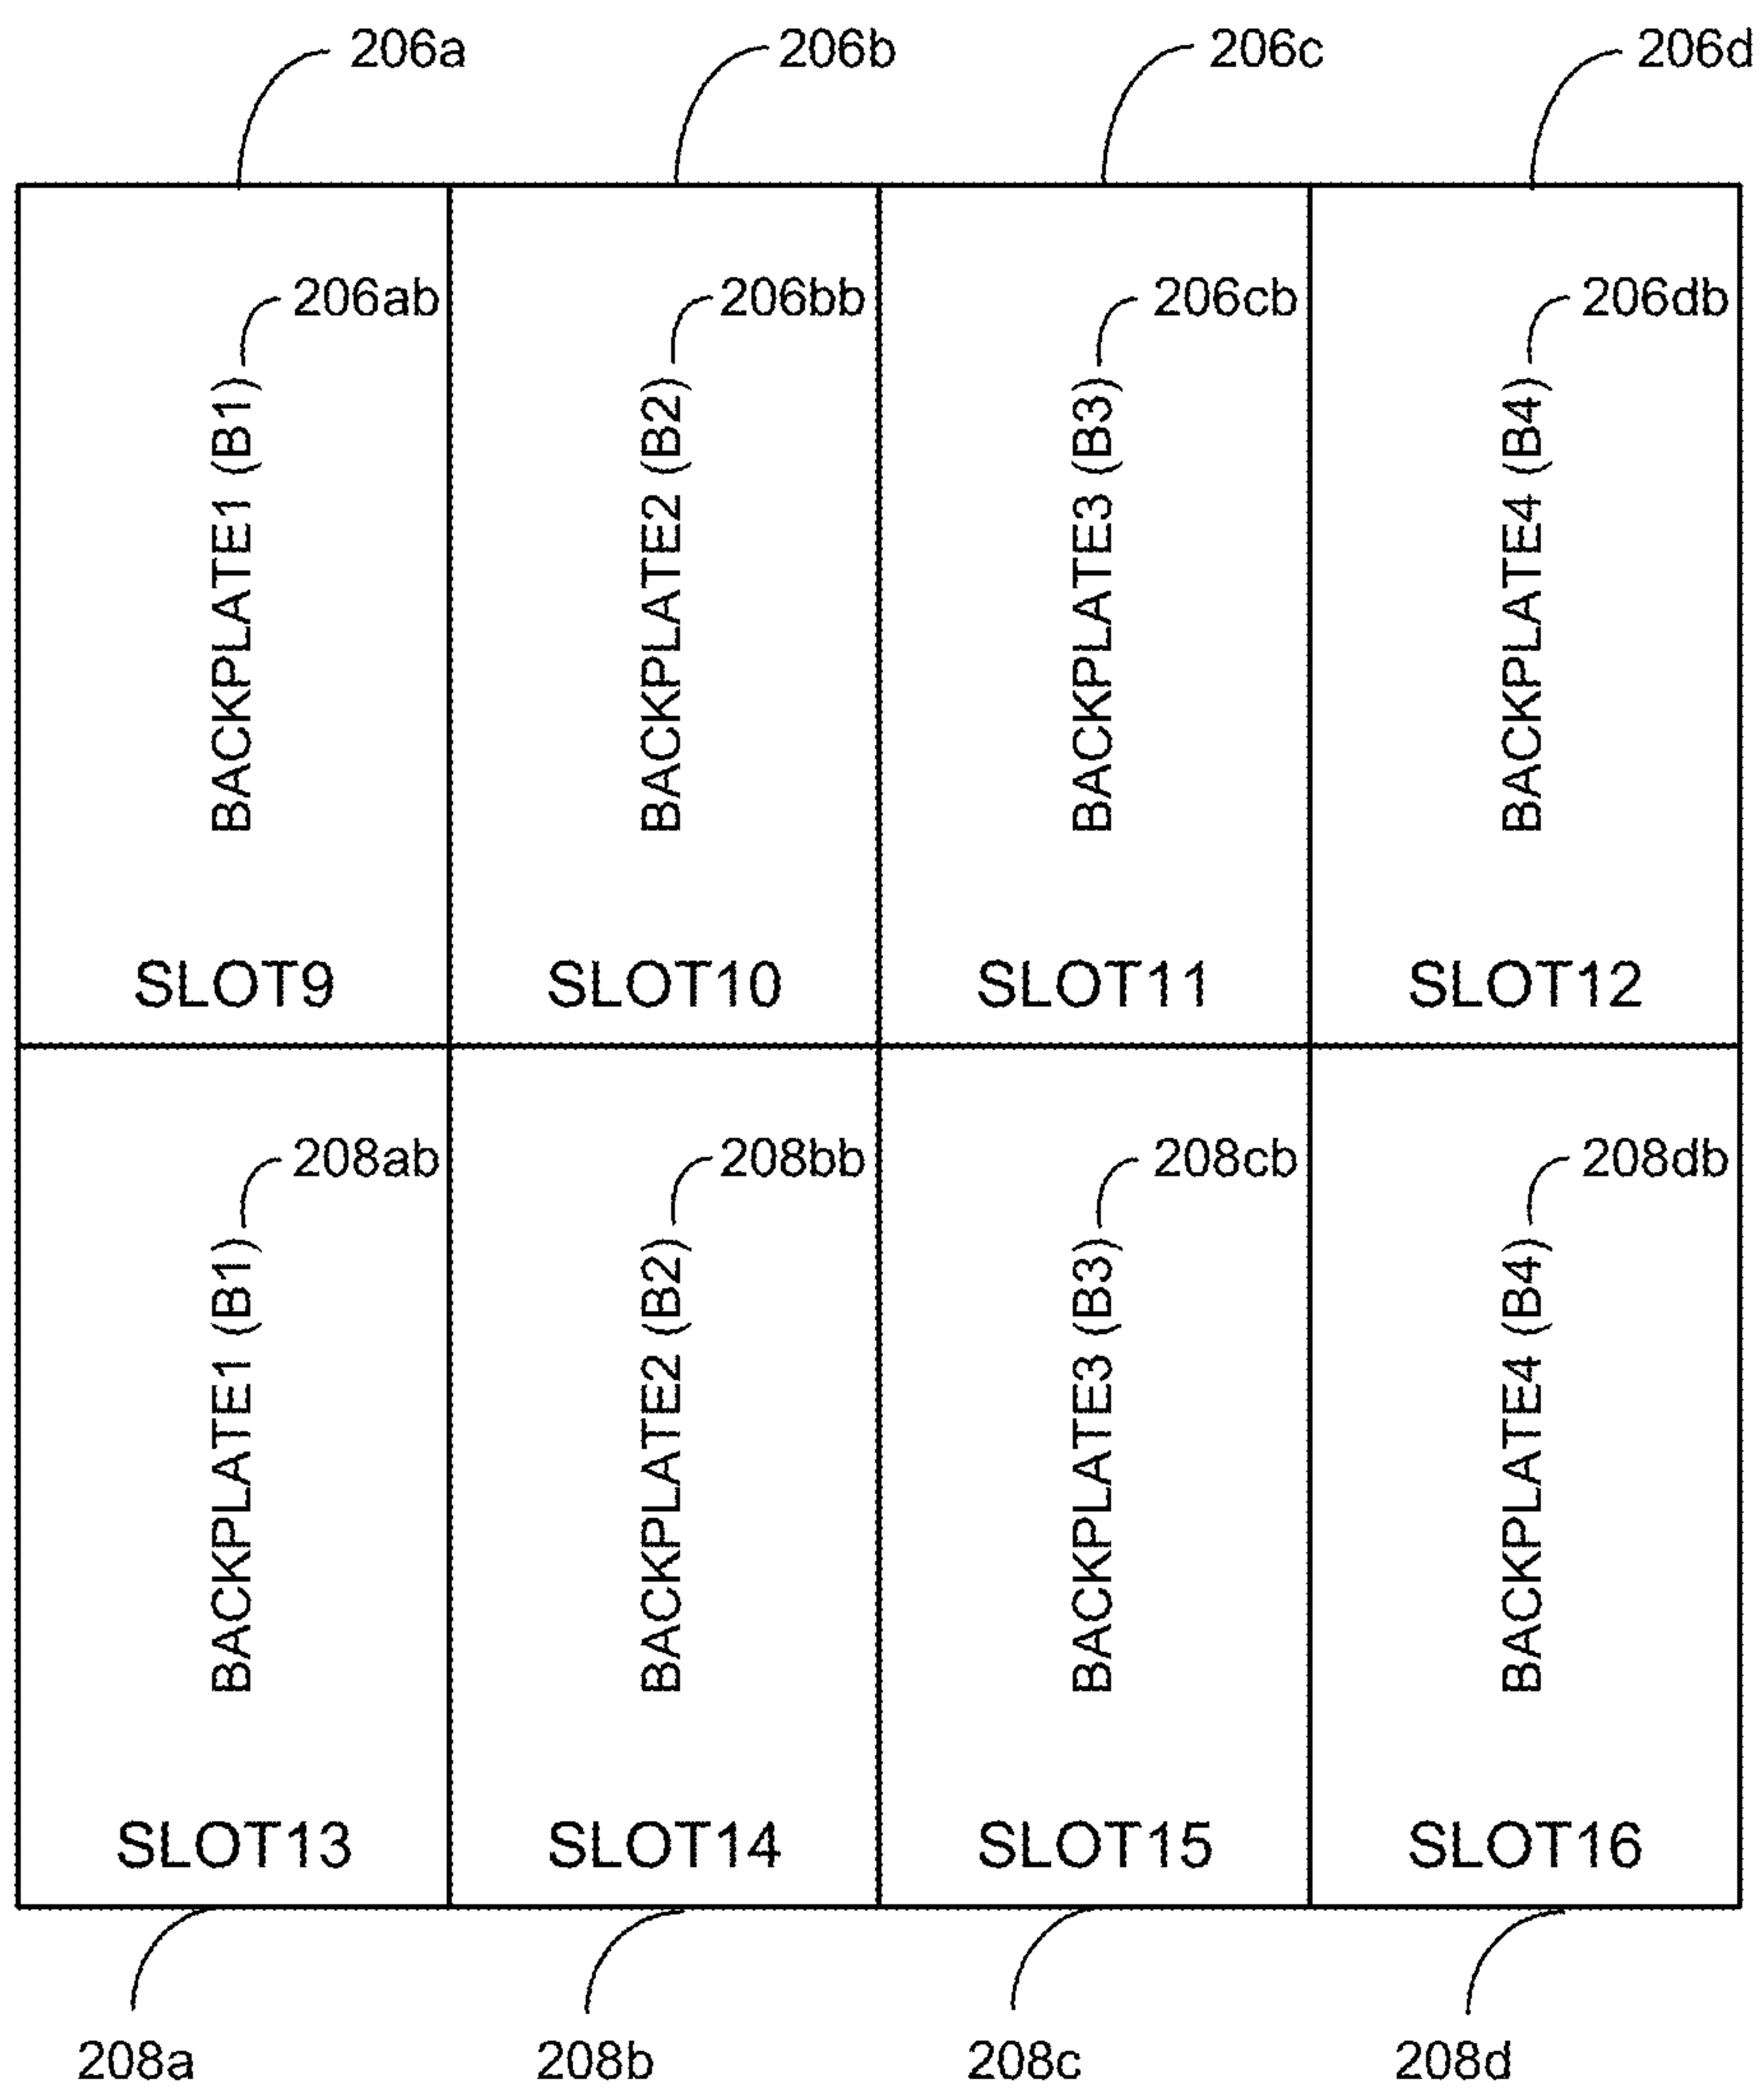 206a 206b 206c 206d
206ab 206bb 206cb 206db
BACKPLATE1 (B1) BACKPLATE2 (B2) BACKPLATE3 (B3) BACKPLATE4 (B4)
SLOT9 SLOT10 SLOT11 SLOT12
208ab 208bb 208cb 208db
BACKPLATE1 (B1) BACKPLATE2 (B2) BACKPLATE3 (B3) BACKPLATE4 (B4)
SLOT13 SLOT14 SLOT15 SLOT16
208a 208b 208c 208d